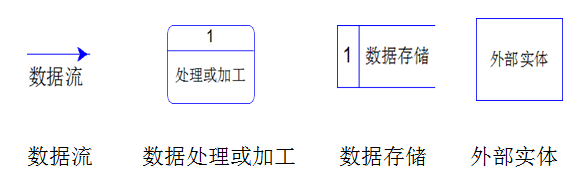 数据流
1
处理或加工
1
数据存储
外部实体
数据流 数据处理或加工 数据存储 外部实体